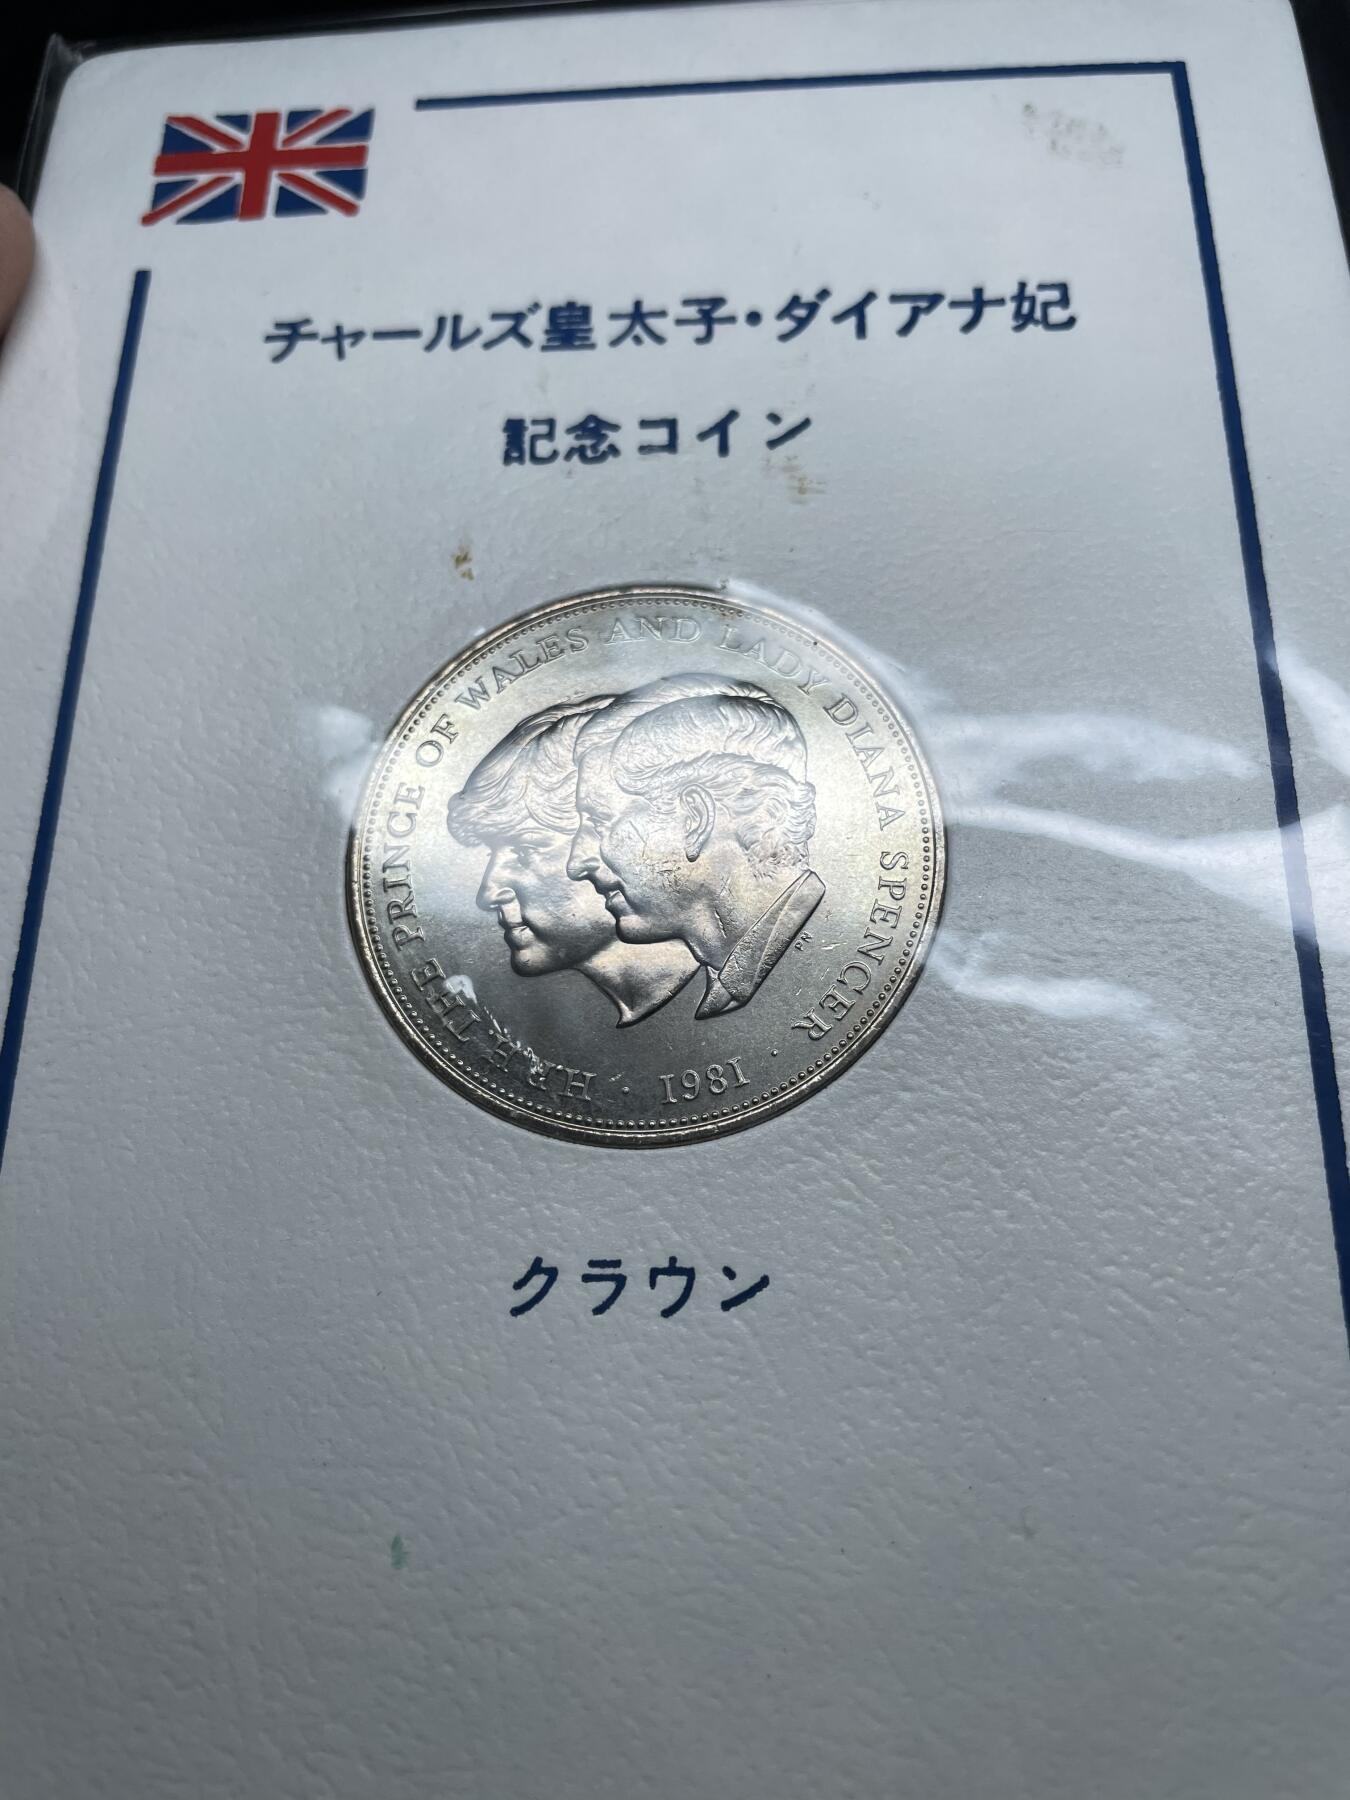 チャールズ皇太子・ダイアナ妃
記念コイン
H.R.H. THE PRINCE OF WALES AND LADY DIANA SPENCER
PN
· 1981 ·
クラウン